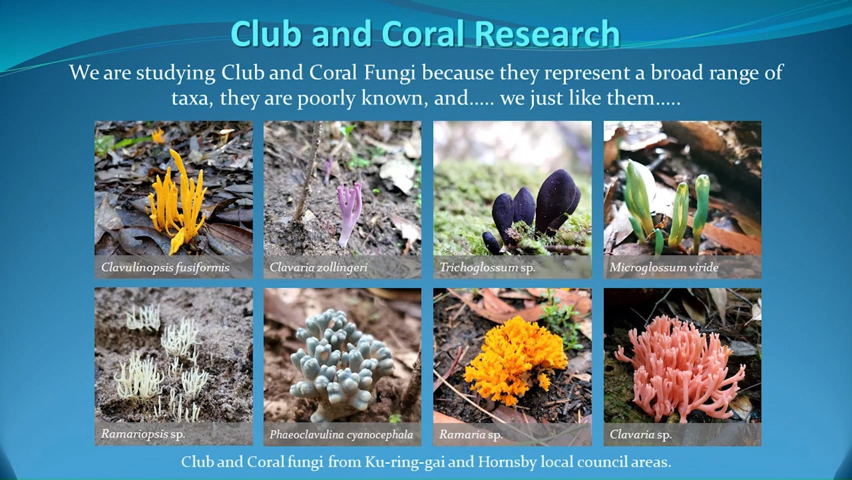 Club and Coral Research
We are studying Club and Coral Fungi because they represent a broad range of
taxa, they are poorly known, and..... we just like them.....
Clavulinopsis fusiformis
Clavaria zollingeri
Trichoglossum sp.
Microglossum viride
Ramariopsis sp.
Phaeoclavulina cyanocephala
Ramaria sp.
Clavaria sp.
Club and Coral fungi from Ku-ring-gai and Hornsby local council areas.